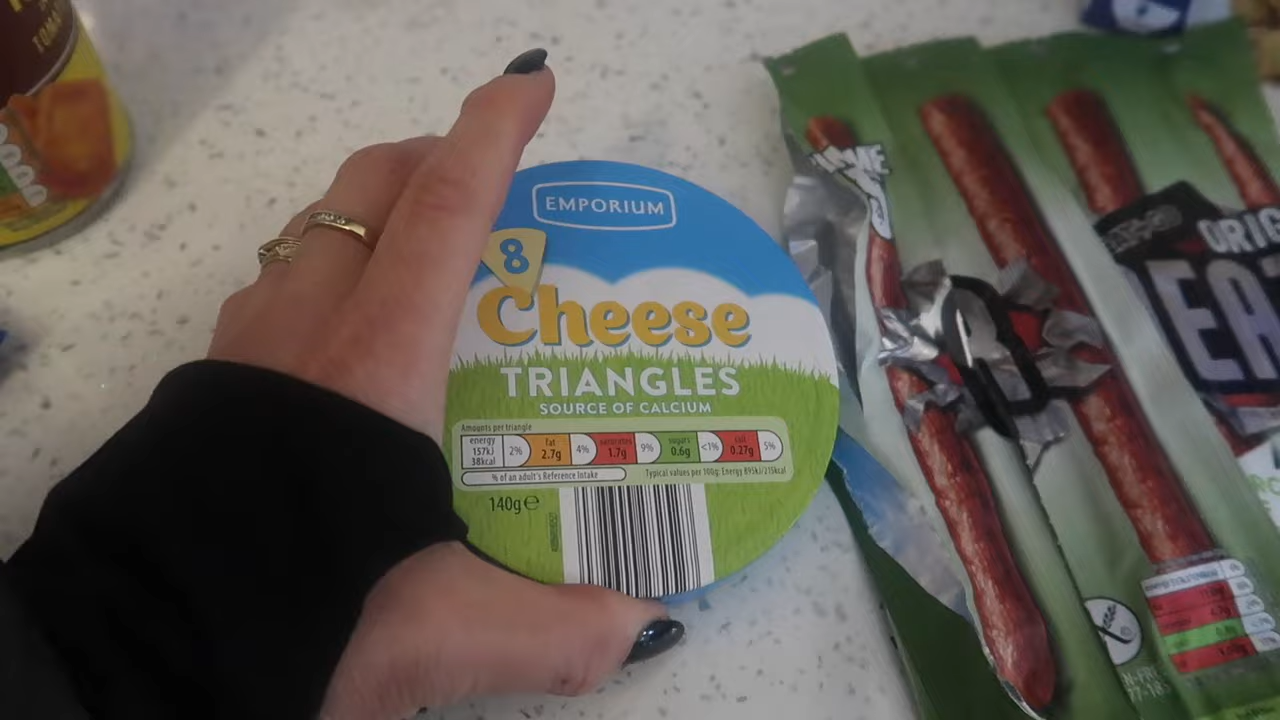 EMPORIUM
8
Cheese
TRIANGLES
SOURCE OF CALCIUM
Amounts per triangle
energy
157kJ
38kcal
2%
fat
2.7g
4%
saturates
1.7g
9%
sugars
0.6g
<1%
salt
0.27g
5%
% of an adult's Reference Intake
Typical values per 100g: Energy 895kJ/215kcal
140g℮
EA